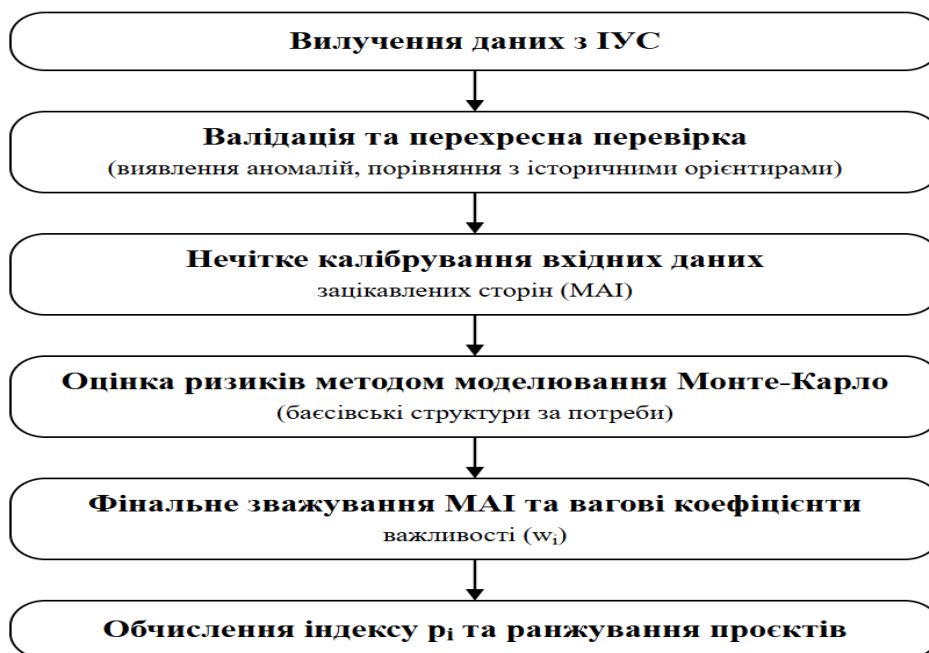 Вилучення даних з ІУС
Валідація та перехресна перевірка
(виявлення аномалій, порівняння з історичними орієнтирами)
Нечітке калібрування вхідних даних
зацікавлених сторін (МАІ)
Оцінка ризиків методом моделювання Монте-Карло
(баєсівські структури за потреби)
Фінальне зважування МАІ та вагові коефіцієнти
важливості (wᵢ)
Обчислення індексу pᵢ та ранжування проєктів